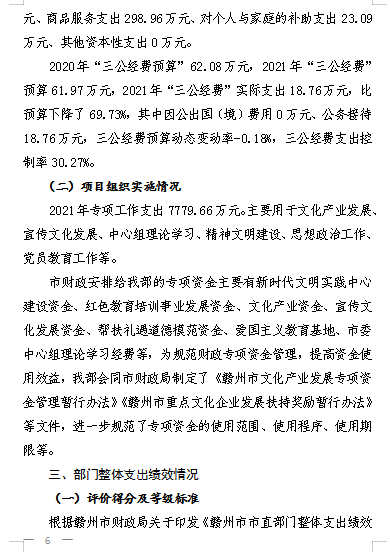 元、商品服务支出 298.96 万元、对个人与家庭的补助支出 23.09
万元、其他资本性支出 0 万元。
2020 年“三公经费预算”62.08 万元，2021 年“三公经费”
预算 61.97 万元，2021 年“三公经费”实际支出 18.76 万元，比
预算下降了 69.73%，其中因公出国（境）费用 0 万元、公务接待
18.76 万元，三公经费预算动态变动率-0.18%，三公经费支出控
制率 30.27%。
（二）项目组织实施情况
2021 年专项工作支出 7779.66 万元。主要用于文化产业发展、
宣传文化发展、中心组理论学习、精神文明建设、思想政治工作、
党员教育工作等。
市财政安排给我部的专项资金主要有新时代文明实践中心
建设资金、红色教育培训事业发展资金、文化产业资金、宣传文
化发展资金、帮扶礼遇道德模范资金、爱国主义教育基地、市委
中心组理论学习经费等，为规范财政专项资金管理，提高资金使
用效益，我部会同市财政局制定了《赣州市文化产业发展专项资
金管理暂行办法》《赣州市重点文化企业发展扶持奖励暂行办法》
等文件，进一步规范了专项资金的使用范围、使用程序、使用期
限等。
三、部门整体支出绩效情况
（一）评价得分及等级标准
根据赣州市财政局关于印发《赣州市市直部门整体支出绩效
— 6 —